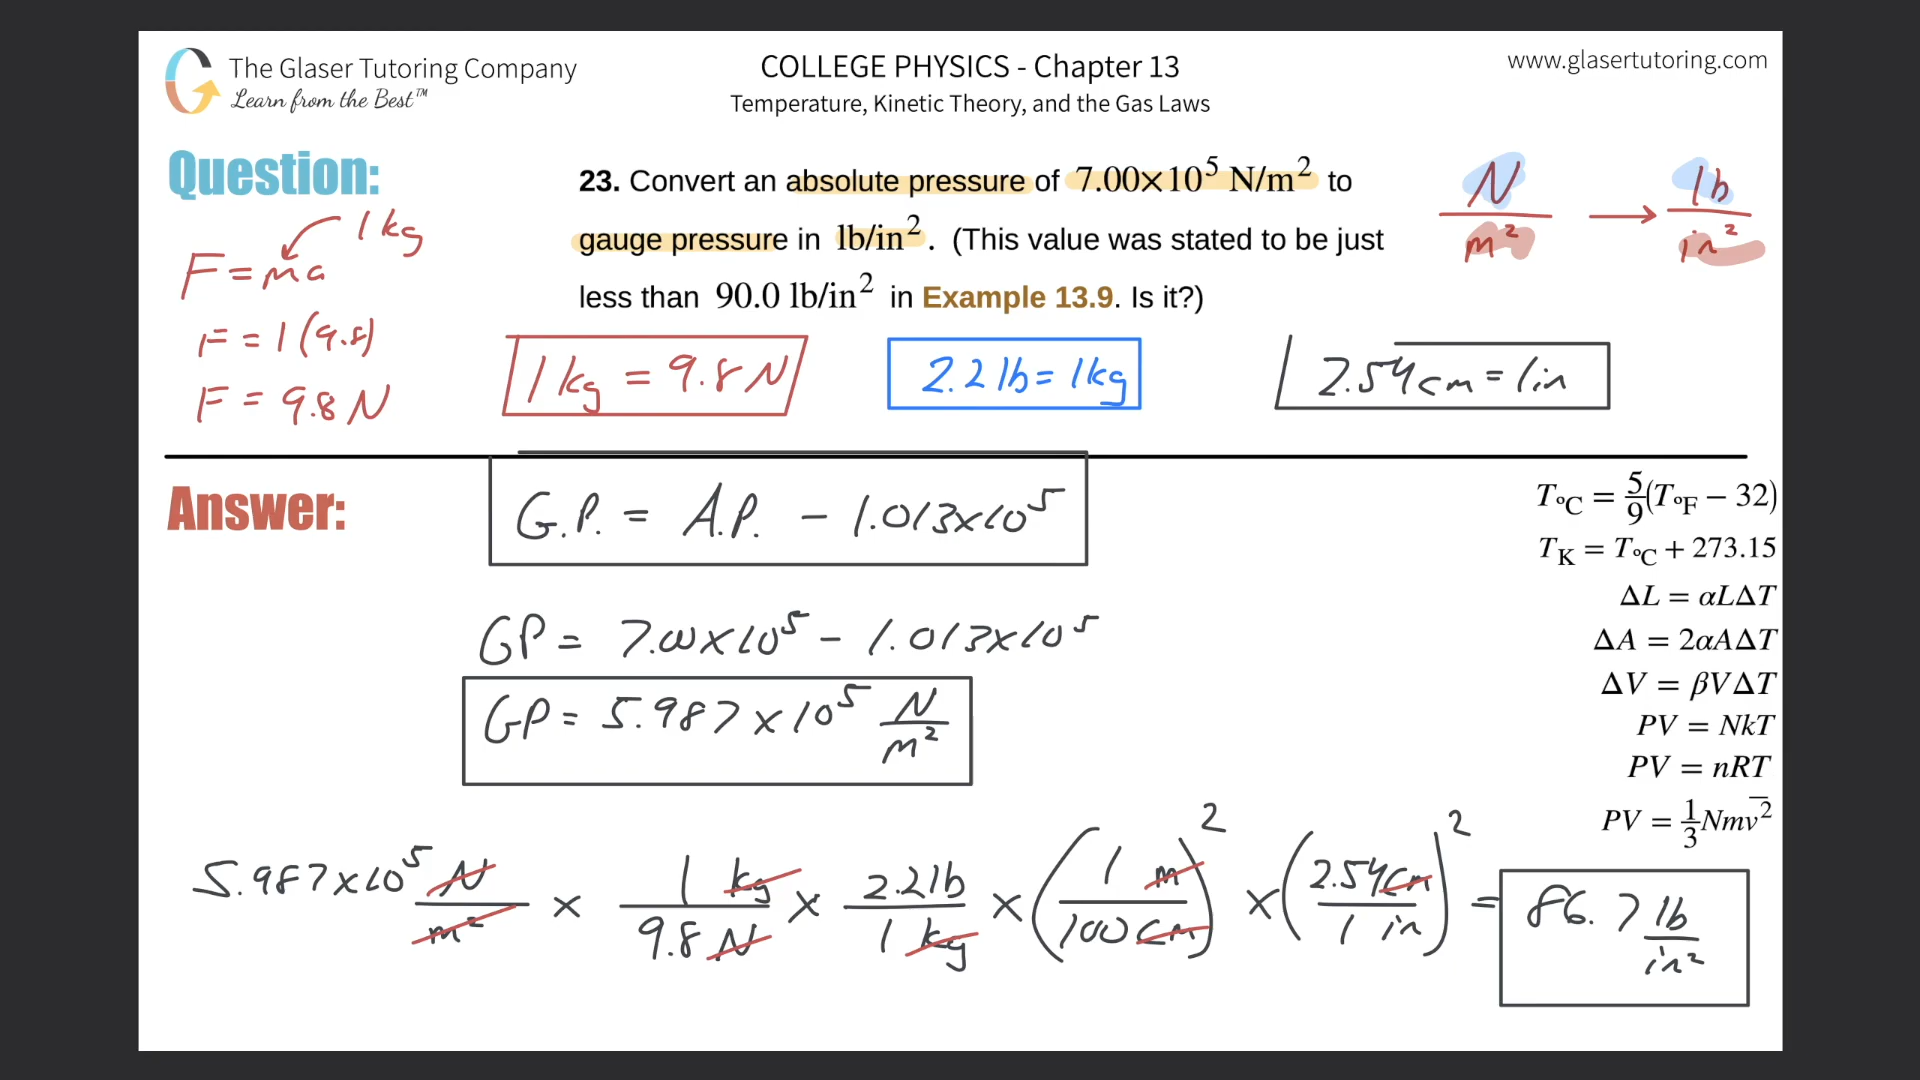 The Glaser Tutoring Company
Learn from the Best™
COLLEGE PHYSICS - Chapter 13
Temperature, Kinetic Theory, and the Gas Laws
www.glasertutoring.com
Question:
23. Convert an absolute pressure of 7.00×10⁵ N/m² to
gauge pressure in lb/in². (This value was stated to be just
less than 90.0 lb/in² in Example 13.9. Is it?)
N/m² → lb/in²
1 kg
F = ma
F = 1(9.8)
F = 9.8 N
1 kg = 9.8 N
2.2 lb = 1 kg
2.54 cm = 1 in
Answer:
G.P. = A.P. − 1.013×10⁵
GP = 7.00×10⁵ − 1.013×10⁵
GP = 5.987×10⁵ N/m²
5.987×10⁵ N/m² × 1 kg/9.8 N × 2.2 lb/1 kg × (1 m/100 cm)² × (2.54 cm/1 in)² = 86.7 lb/in²
T°C = 5/9(T°F − 32)
TK = T°C + 273.15
ΔL = αLΔT
ΔA = 2αAΔT
ΔV = βVΔT
PV = NkT
PV = nRT
PV = 1/3 Nmv̅²